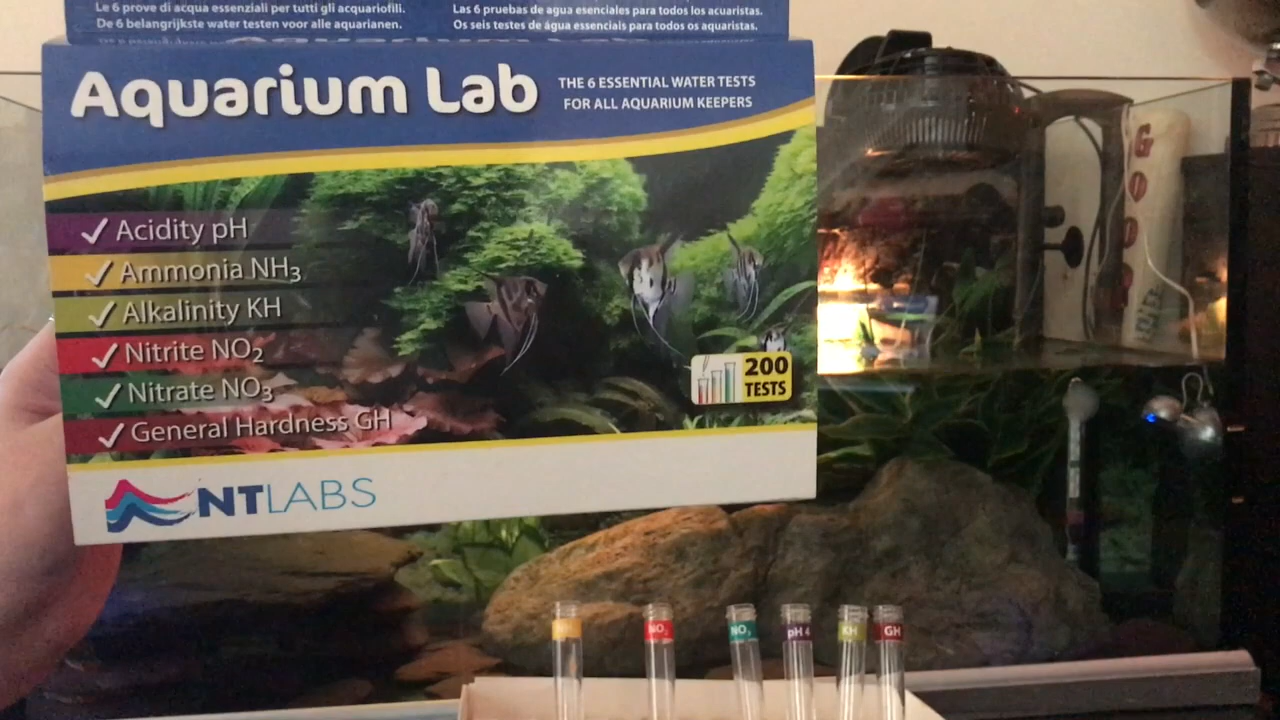 Le 6 prove di acqua essenziali per tutti gli acquariofili.
De 6 belangrijkste water testen voor alle aquarianen.
Las 6 pruebas de agua esenciales para todos los acuaristas.
Os seis testes de água essenciais para todos os aquaristas.
Aquarium Lab
THE 6 ESSENTIAL WATER TESTS
FOR ALL AQUARIUM KEEPERS
Acidity pH
Ammonia NH₃
Alkalinity KH
Nitrite NO₂
Nitrate NO₃
General Hardness GH
200
TESTS
NTLABS
NO₂
NO₃
pH
KH
GH